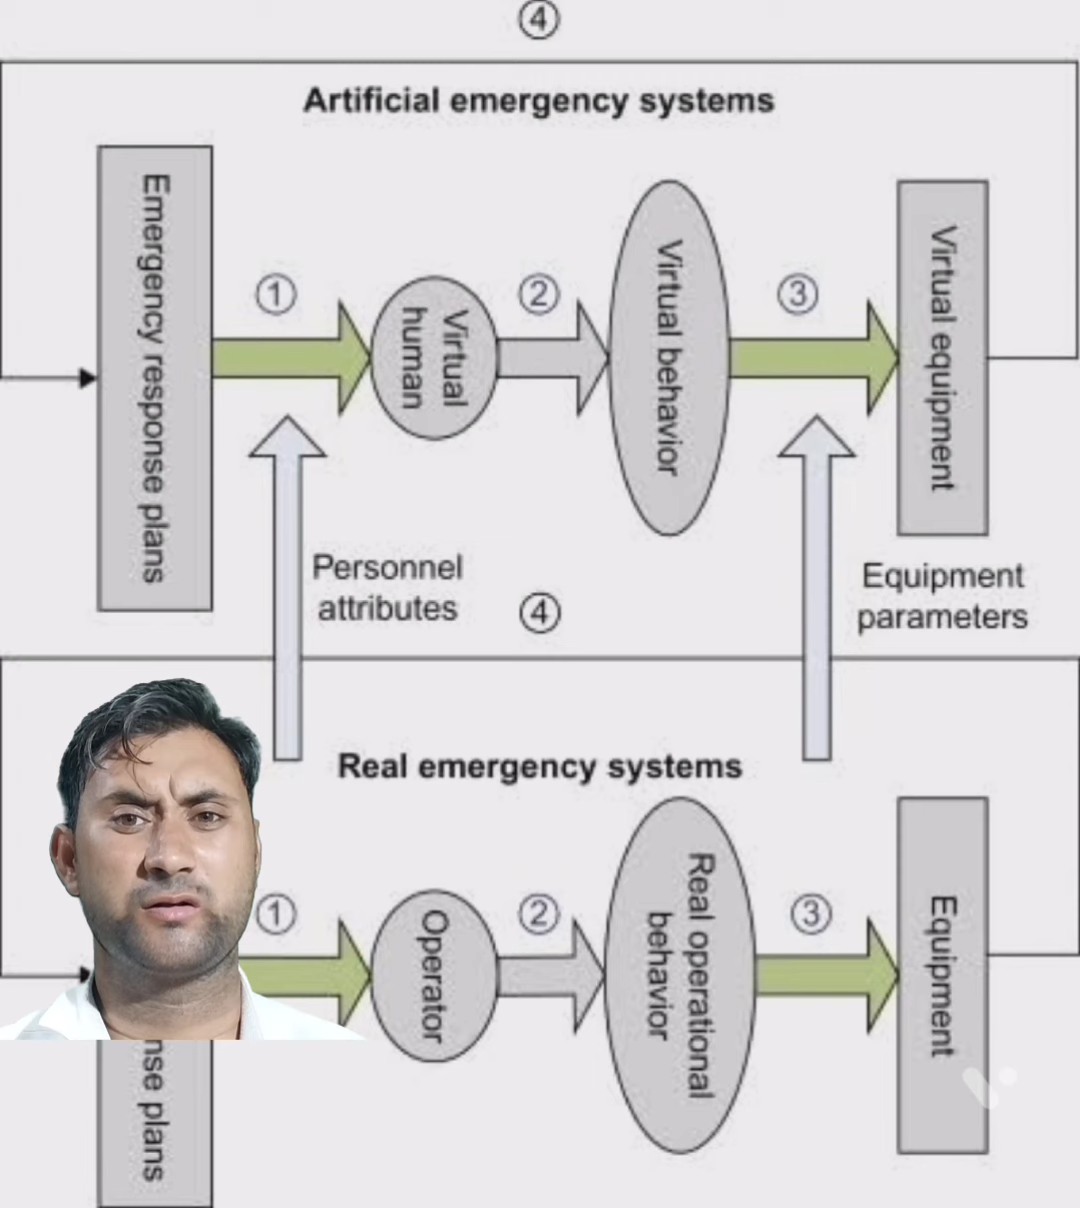 ④
Artificial emergency systems
Emergency response plans
①
Virtual
human
②
Virtual behavior
③
Virtual equipment
Personnel
attributes
④
Equipment
parameters
Real emergency systems
plans
①
Operator
②
Real operational
behavior
③
Equipment